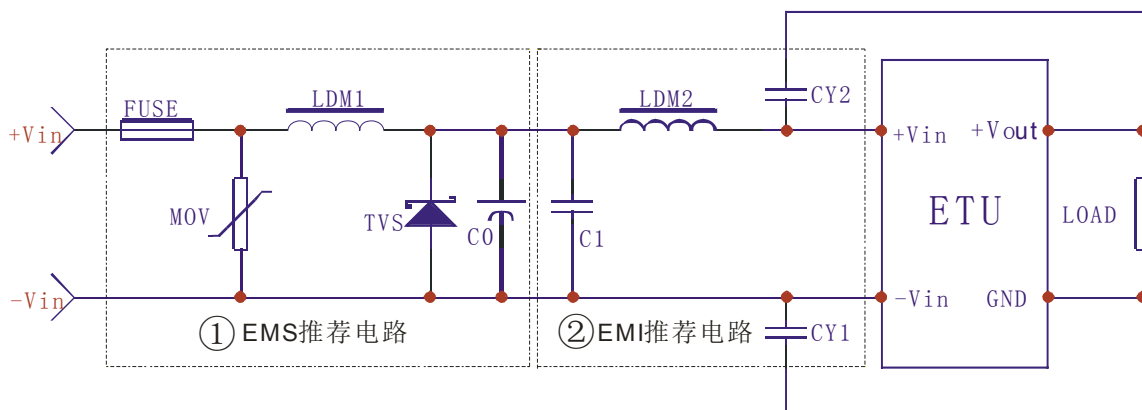 CY2
FUSE
LDM1
LDM2
+Vin
+Vin
+Vout
MOV
TVS
C0
C1
ETU
LOAD
-Vin
-Vin
GND
①EMS推荐电路
②EMI推荐电路
CY1